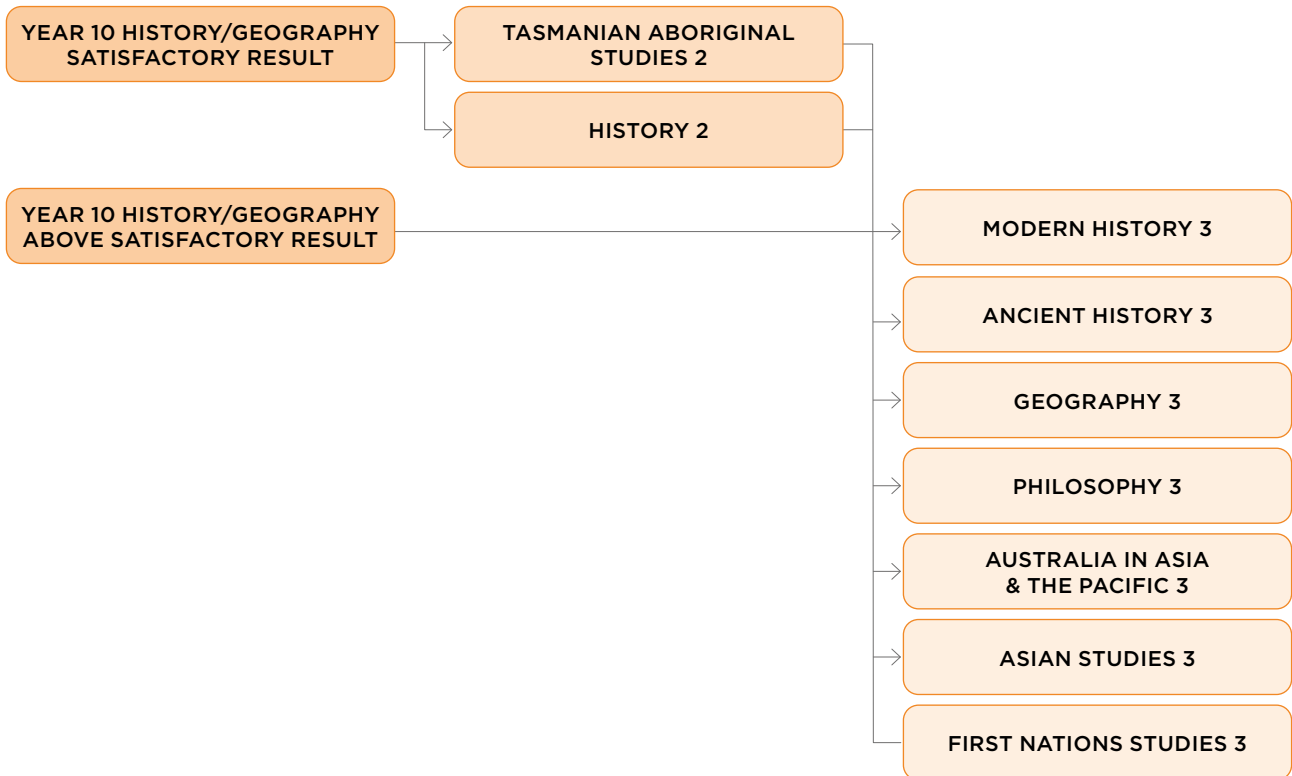 YEAR 10 HISTORY/GEOGRAPHY
SATISFACTORY RESULT
TASMANIAN ABORIGINAL
STUDIES 2
HISTORY 2
YEAR 10 HISTORY/GEOGRAPHY
ABOVE SATISFACTORY RESULT
MODERN HISTORY 3
ANCIENT HISTORY 3
GEOGRAPHY 3
PHILOSOPHY 3
AUSTRALIA IN ASIA
& THE PACIFIC 3
ASIAN STUDIES 3
FIRST NATIONS STUDIES 3